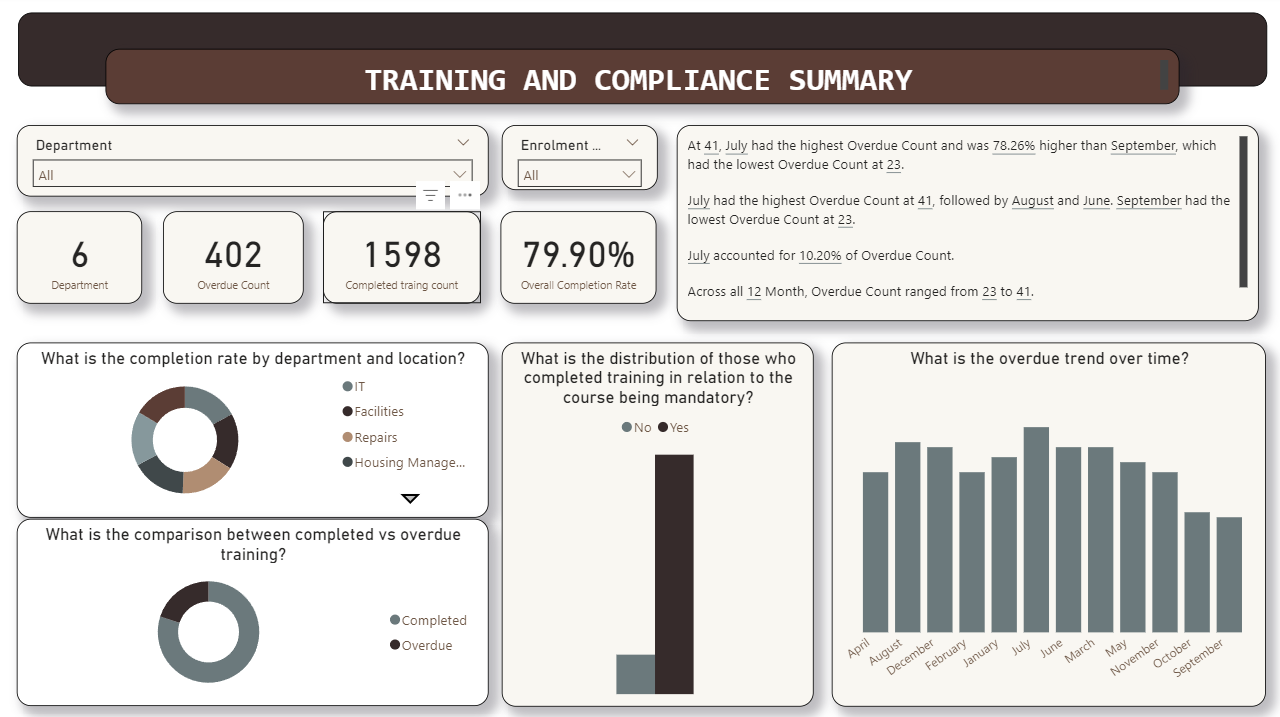 TRAINING AND COMPLIANCE SUMMARY
Department
All
Enrolment ...
All
At 41, July had the highest Overdue Count and was 78.26% higher than September, which
had the lowest Overdue Count at 23.
July had the highest Overdue Count at 41, followed by August and June. September had the
lowest Overdue Count at 23.
July accounted for 10.20% of Overdue Count.
Across all 12 Month, Overdue Count ranged from 23 to 41.
6
Department
402
Overdue Count
1598
Completed traing count
79.90%
Overall Completion Rate
What is the completion rate by department and location?
IT
Facilities
Repairs
Housing Manage...
What is the comparison between completed vs overdue
training?
Completed
Overdue
What is the distribution of those who
completed training in relation to the
course being mandatory?
No Yes
What is the overdue trend over time?
April
August
December
February
January
July
June
March
May
November
October
September